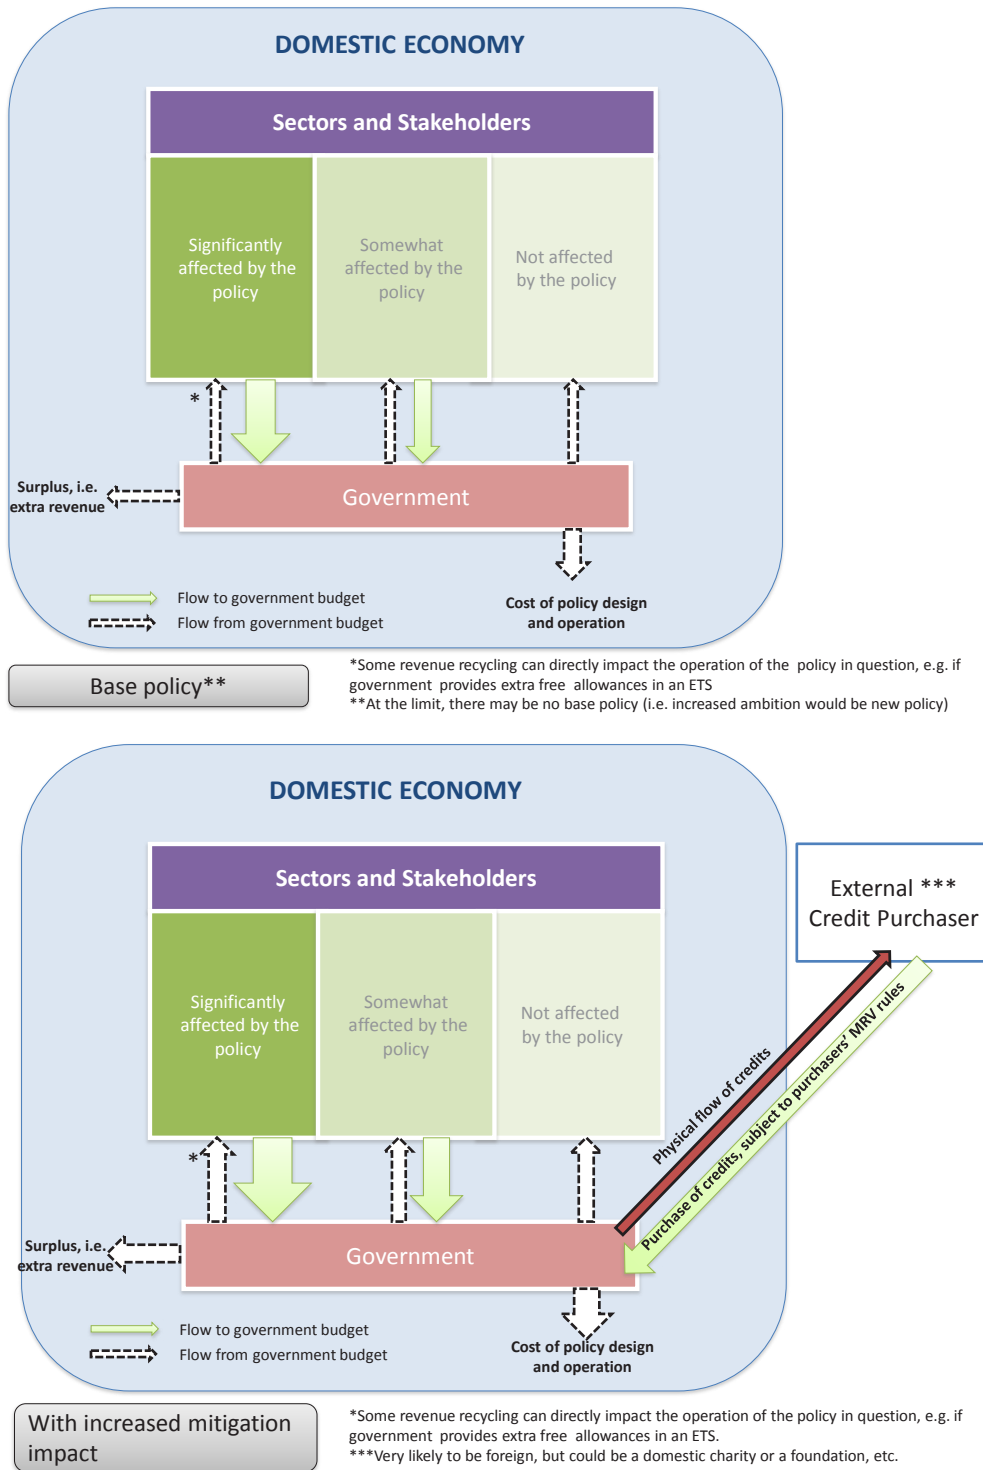 DOMESTIC ECONOMY
Sectors and Stakeholders
Significantly
affected by the
policy
Somewhat
affected by the
policy
Not affected
by the policy
*
Surplus, i.e.
extra revenue
Government
Flow to government budget
Flow from government budget
Cost of policy design
and operation
Base policy**
*Some revenue recycling can directly impact the operation of the policy in question, e.g. if
government provides extra free allowances in an ETS
**At the limit, there may be no base policy (i.e. increased ambition would be new policy)
DOMESTIC ECONOMY
Sectors and Stakeholders
Significantly
affected by the
policy
Somewhat
affected by the
policy
Not affected
by the policy
External ***
Credit Purchaser
Physical flow of credits
Purchase of credits, subject to purchasers' MRV rules
*
Surplus, i.e.
extra revenue
Government
Flow to government budget
Flow from government budget
Cost of policy design
and operation
With increased mitigation
impact
*Some revenue recycling can directly impact the operation of the policy in question, e.g. if
government provides extra free allowances in an ETS.
***Very likely to be foreign, but could be a domestic charity or a foundation, etc.